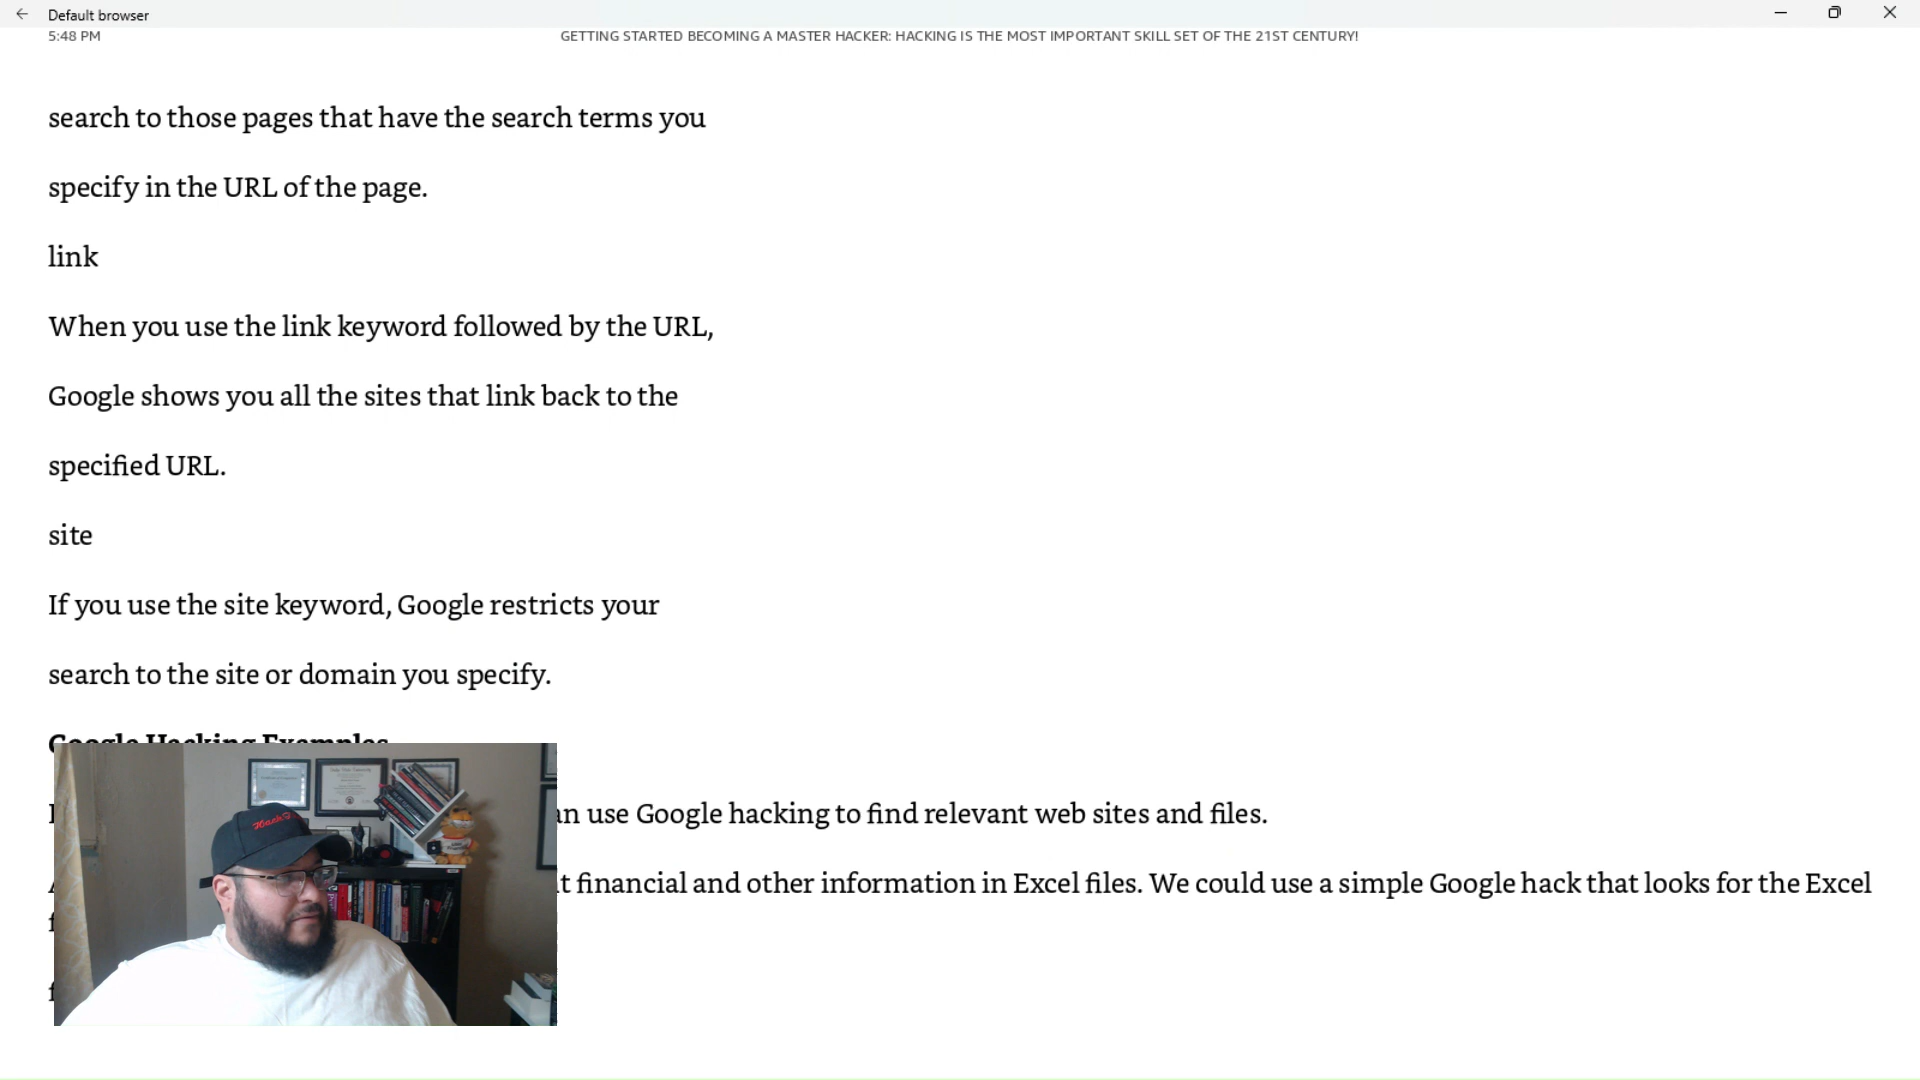 Default browser
5:48 PM
GETTING STARTED BECOMING A MASTER HACKER: HACKING IS THE MOST IMPORTANT SKILL SET OF THE 21ST CENTURY!
search to those pages that have the search terms you
specify in the URL of the page.
link
When you use the link keyword followed by the URL,
Google shows you all the sites that link back to the
specified URL.
site
If you use the site keyword, Google restricts your
search to the site or domain you specify.
Google Hacking Examples
use Google hacking to find relevant web sites and files.
financial and other information in Excel files. We could use a simple Google hack that looks for the Excel